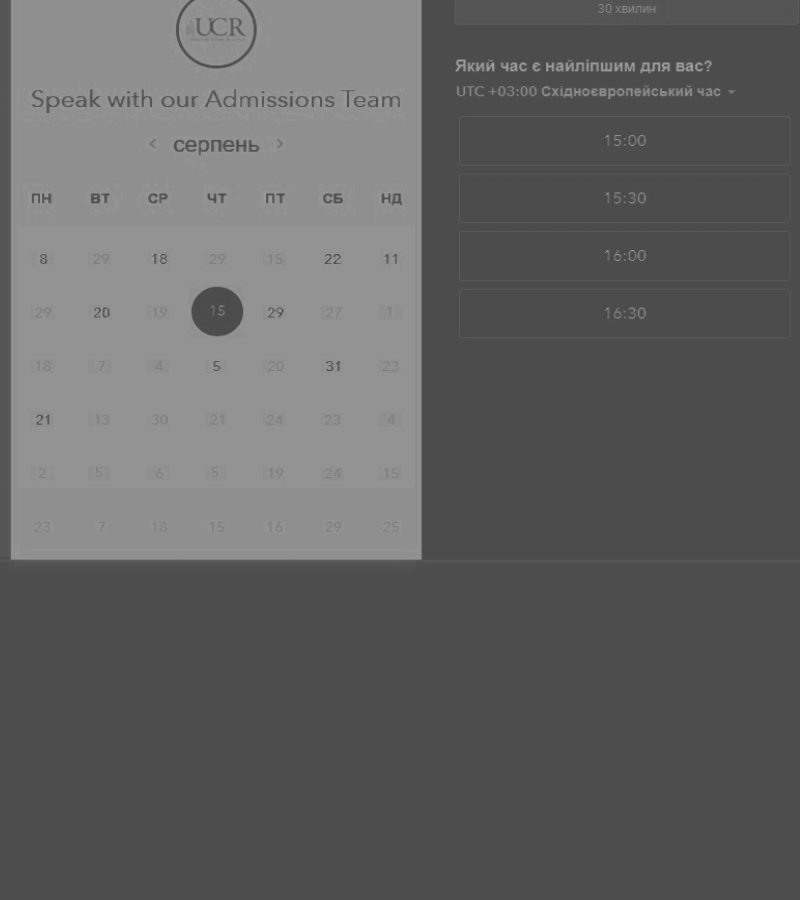 UCR
Speak with our Admissions Team
серпень
ПН ВТ СР ЧТ ПТ СБ НД
8 29 18 29 15 22 11
29 20 19 15 29 27 1
18 7 4 5 20 31 23
21 13 30 21 24 23 4
2 5 6 5 19 24 15
23 7 18 15 16 29 25
30 хвилин
Який час є найліпшим для вас?
UTC +03:00 Східноєвропейський час
15:00
15:30
16:00
16:30